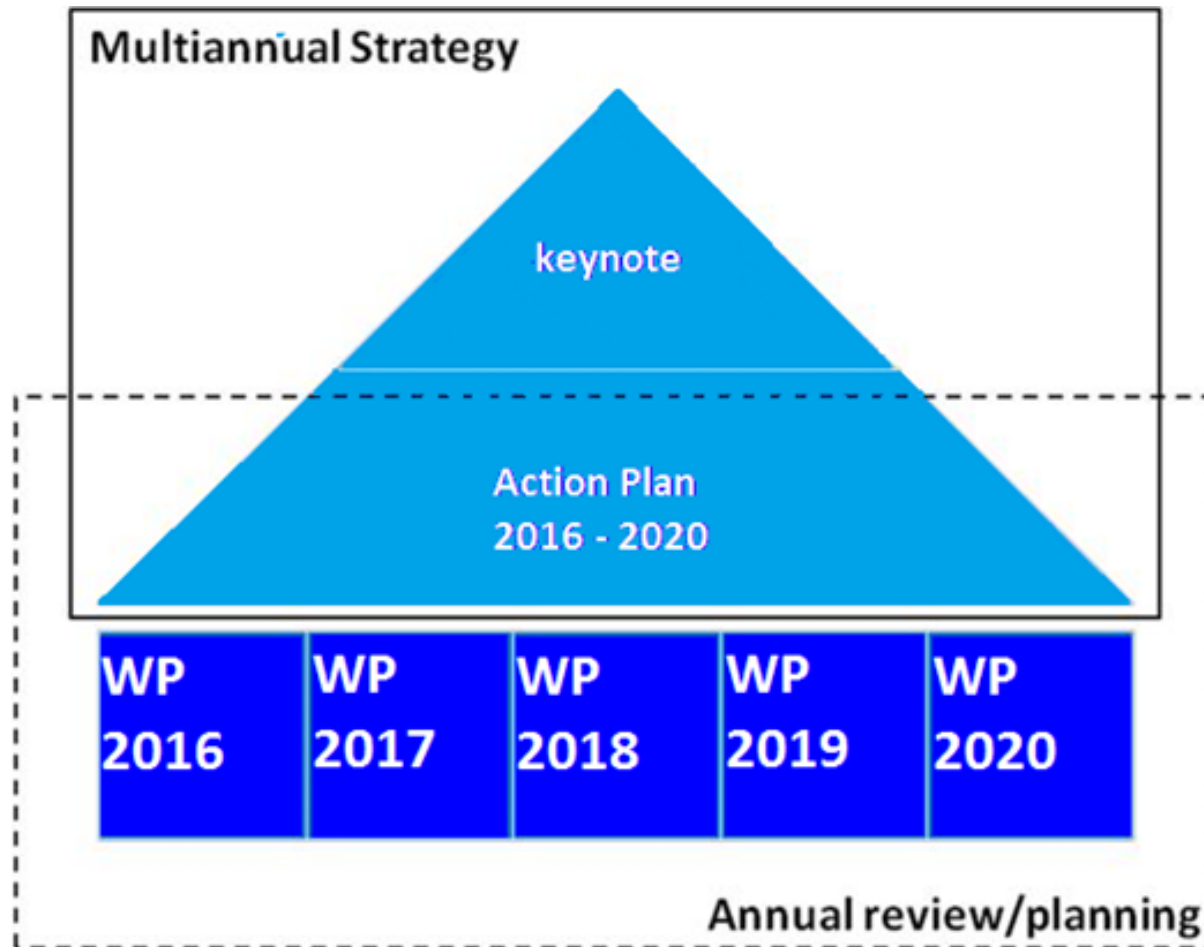 Multiannual Strategy
keynote
Action Plan
2016 - 2020
WP
2016
WP
2017
WP
2018
WP
2019
WP
2020
Annual review/planning